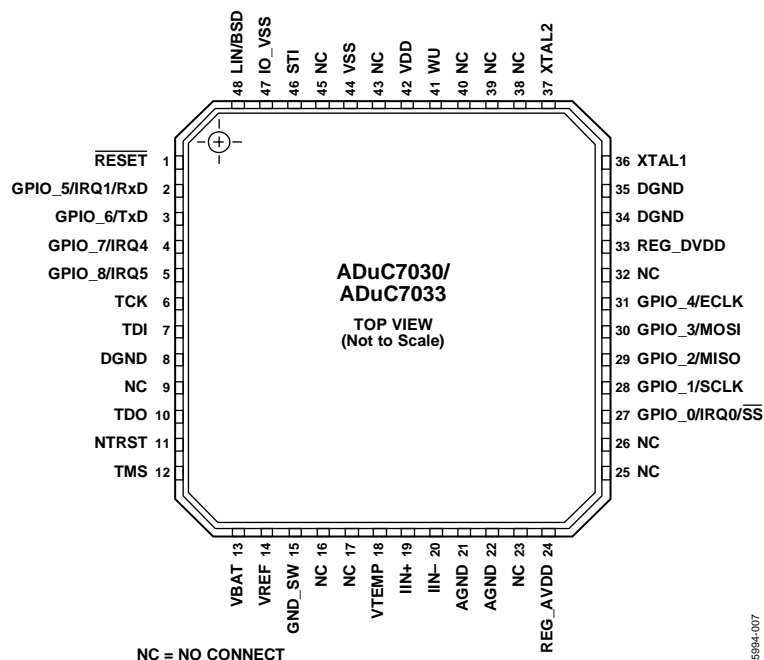 48 LIN/BSD
47 IO_VSS
46 STI
45 NC
44 VSS
43 NC
42 VDD
41 WU
40 NC
39 NC
38 NC
37 XTAL2
RESET 1
GPIO_5/IRQ1/RxD 2
GPIO_6/TxD 3
GPIO_7/IRQ4 4
GPIO_8/IRQ5 5
TCK 6
TDI 7
DGND 8
NC 9
TDO 10
NTRST 11
TMS 12
ADuC7030/
ADuC7033
TOP VIEW
(Not to Scale)
36 XTAL1
35 DGND
34 DGND
33 REG_DVDD
32 NC
31 GPIO_4/ECLK
30 GPIO_3/MOSI
29 GPIO_2/MISO
28 GPIO_1/SCLK
27 GPIO_0/IRQ0/SS
26 NC
25 NC
VBAT 13
VREF 14
GND_SW 15
NC 16
NC 17
VTEMP 18
IIN+ 19
IIN– 20
AGND 21
AGND 22
NC 23
REG_AVDD 24
NC = NO CONNECT
5994-007